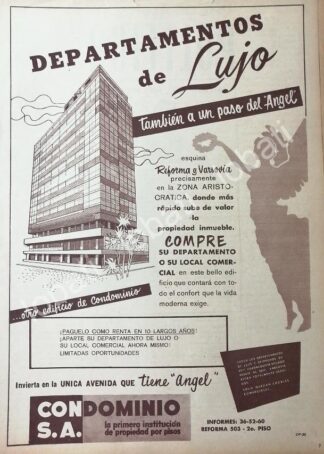 DEPARTAMENTOS
de Lujo
También a un paso del "Angel"
esquina
Reforma y Varsovia
precisamente
en la ZONA ARISTO-
CRATICA, donde más
rápido sube de valor
la
propiedad inmueble.
COMPRE
SU DEPARTAMENTO
O SU LOCAL COMER-
CIAL en este bello edi-
ficio que contará con to-
do el confort que la vida
moderna exige.
...otro edificio de Condominio
¡PAGUELO COMO RENTA EN 10 LARGOS AÑOS!
¡APARTE SU DEPARTAMENTO DE LUJO O
SU LOCAL COMERCIAL AHORA MISMO!
LIMITADAS OPORTUNIDADES
Invierta en la UNICA AVENIDA QUE tiene "Angel"
CONDOMINIO
S.A.
la primera institución
de propiedad por pisos
INFORMES: 36-52-60
REFORMA 503 - 2o. PISO